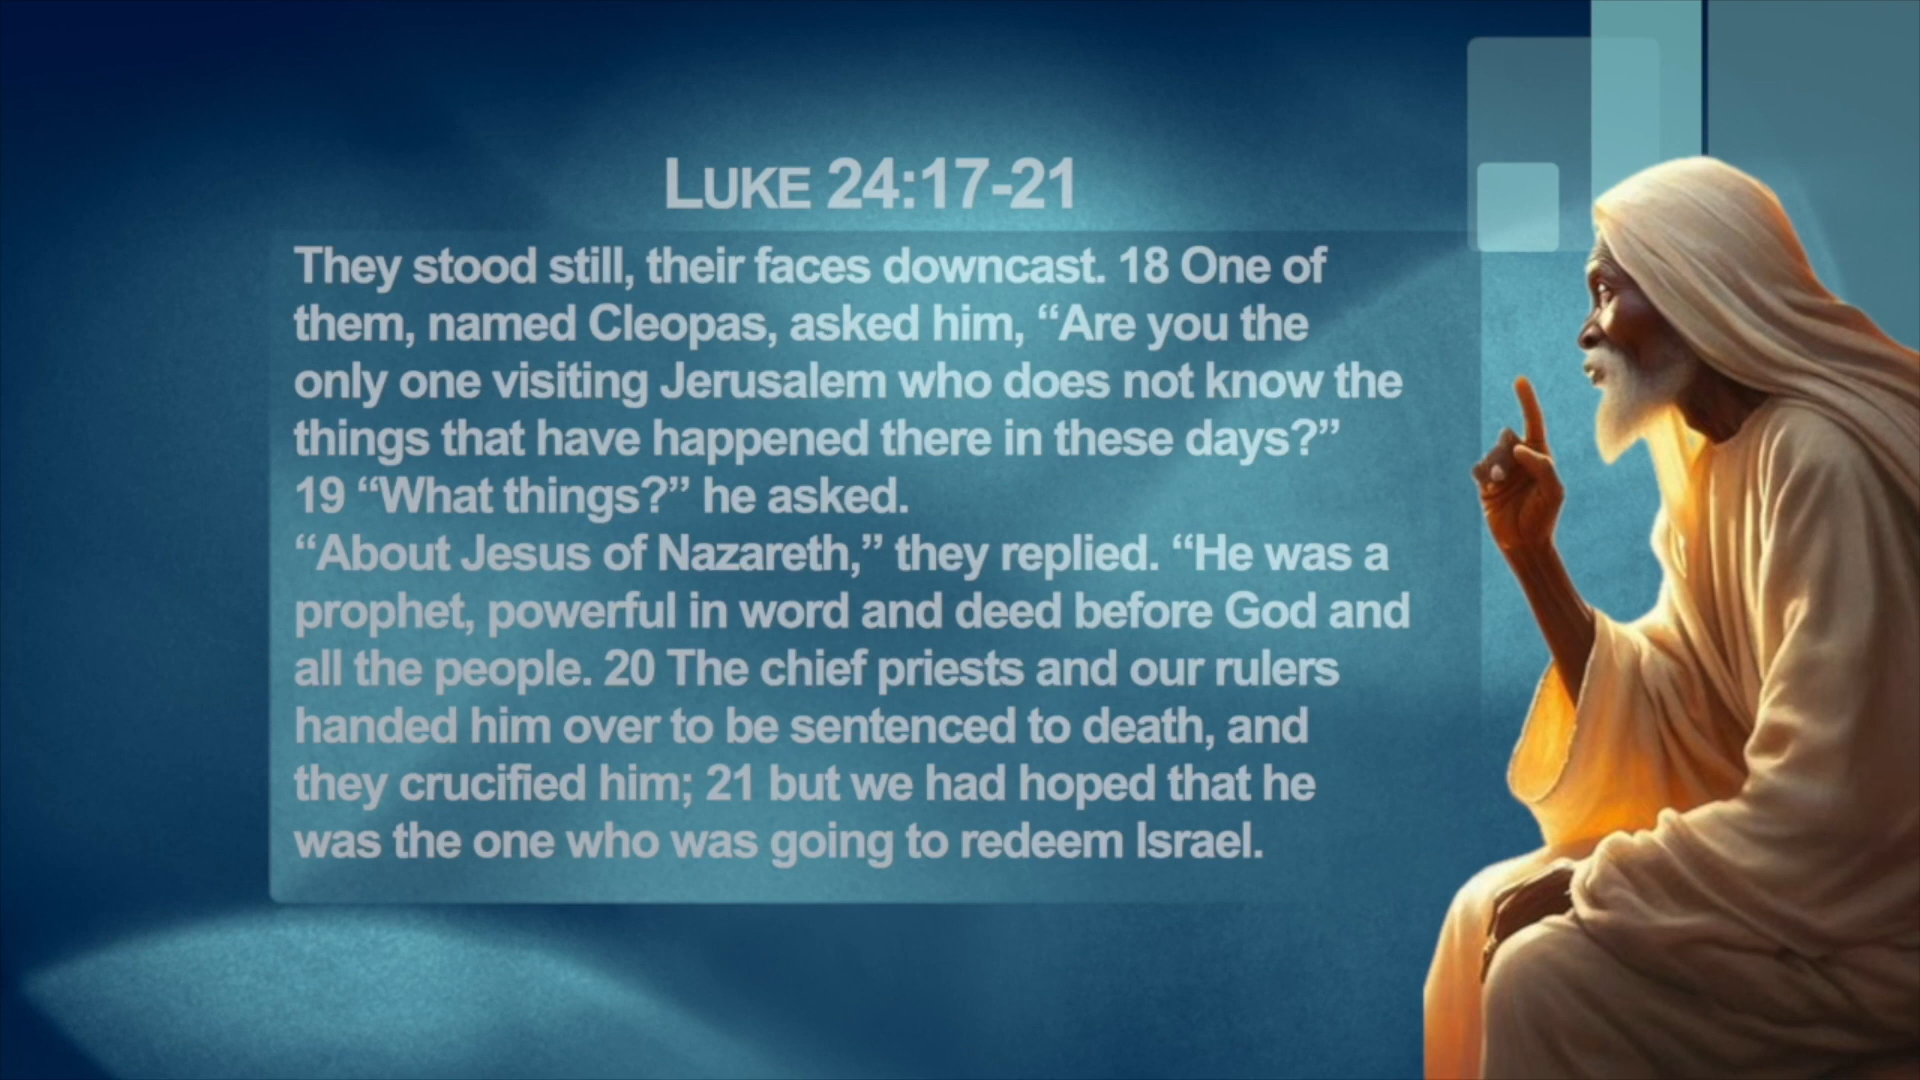 LUKE 24:17-21
They stood still, their faces downcast. 18 One of
them, named Cleopas, asked him, “Are you the
only one visiting Jerusalem who does not know the
things that have happened there in these days?”
19 “What things?” he asked.
“About Jesus of Nazareth,” they replied. “He was a
prophet, powerful in word and deed before God and
all the people. 20 The chief priests and our rulers
handed him over to be sentenced to death, and
they crucified him; 21 but we had hoped that he
was the one who was going to redeem Israel.